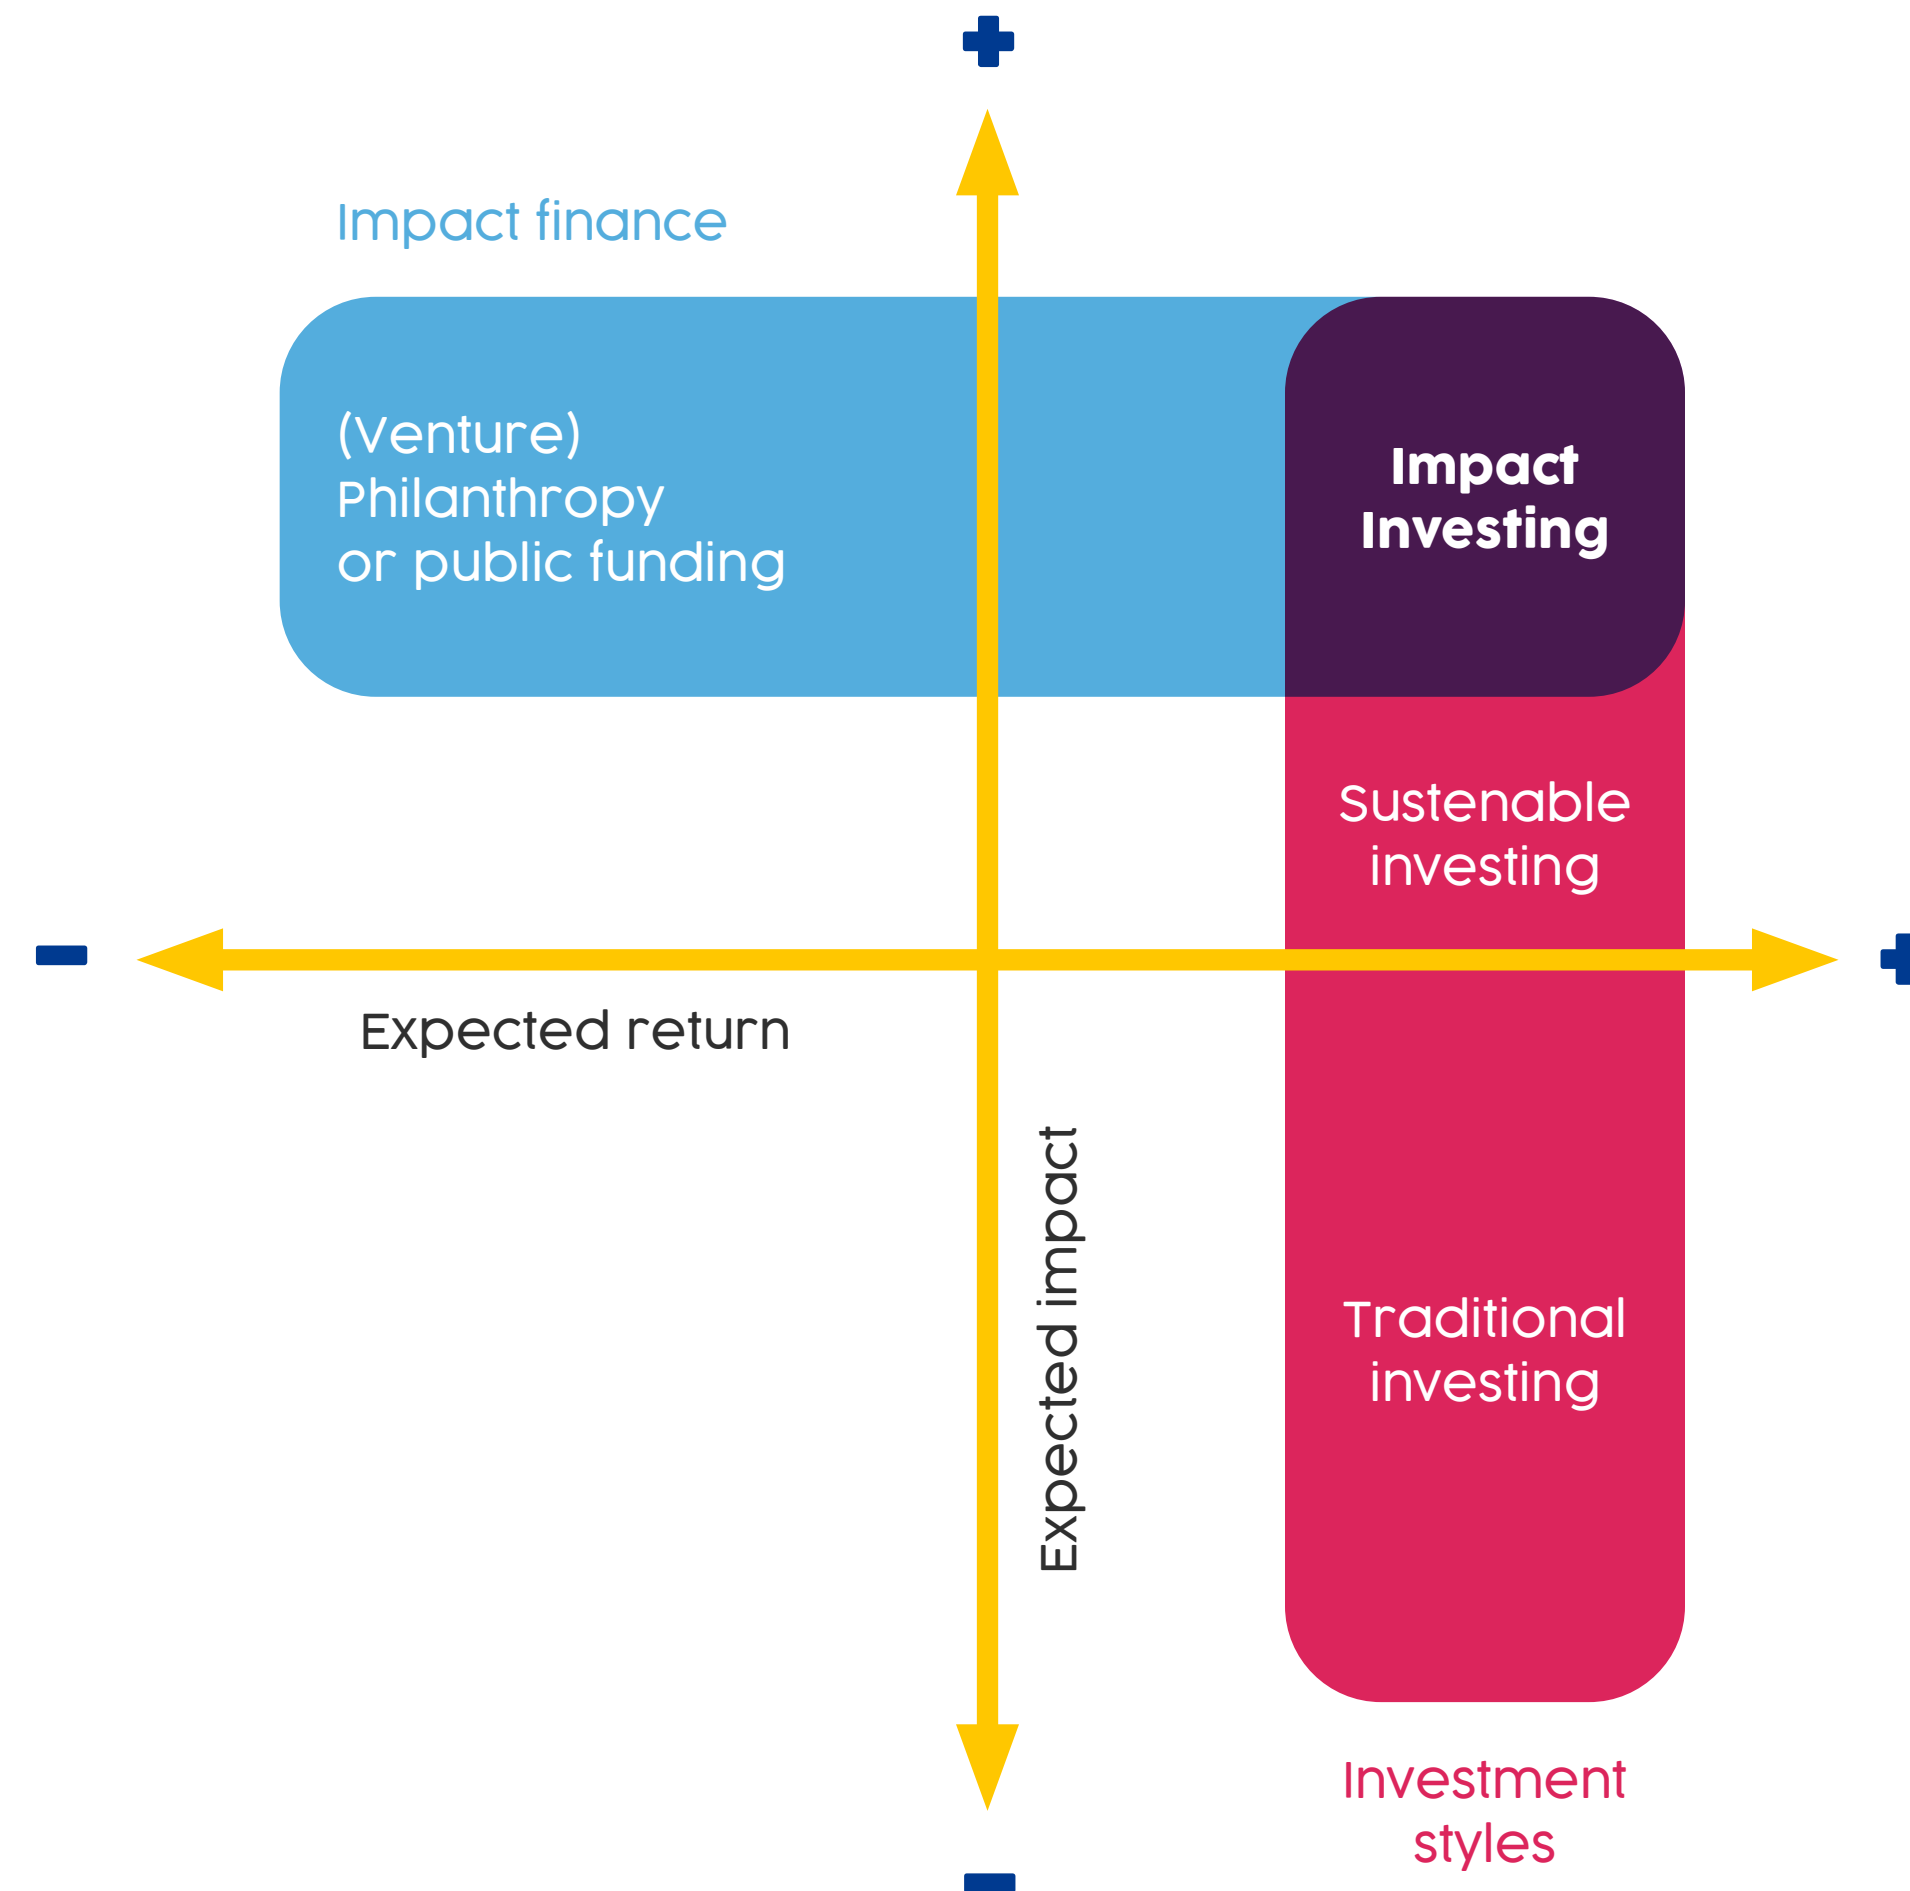 Impact finance
(Venture)
Philanthropy
or public funding
Impact
Investing
Sustenable
investing
Expected return
Expected impact
Traditional
investing
Investment
styles